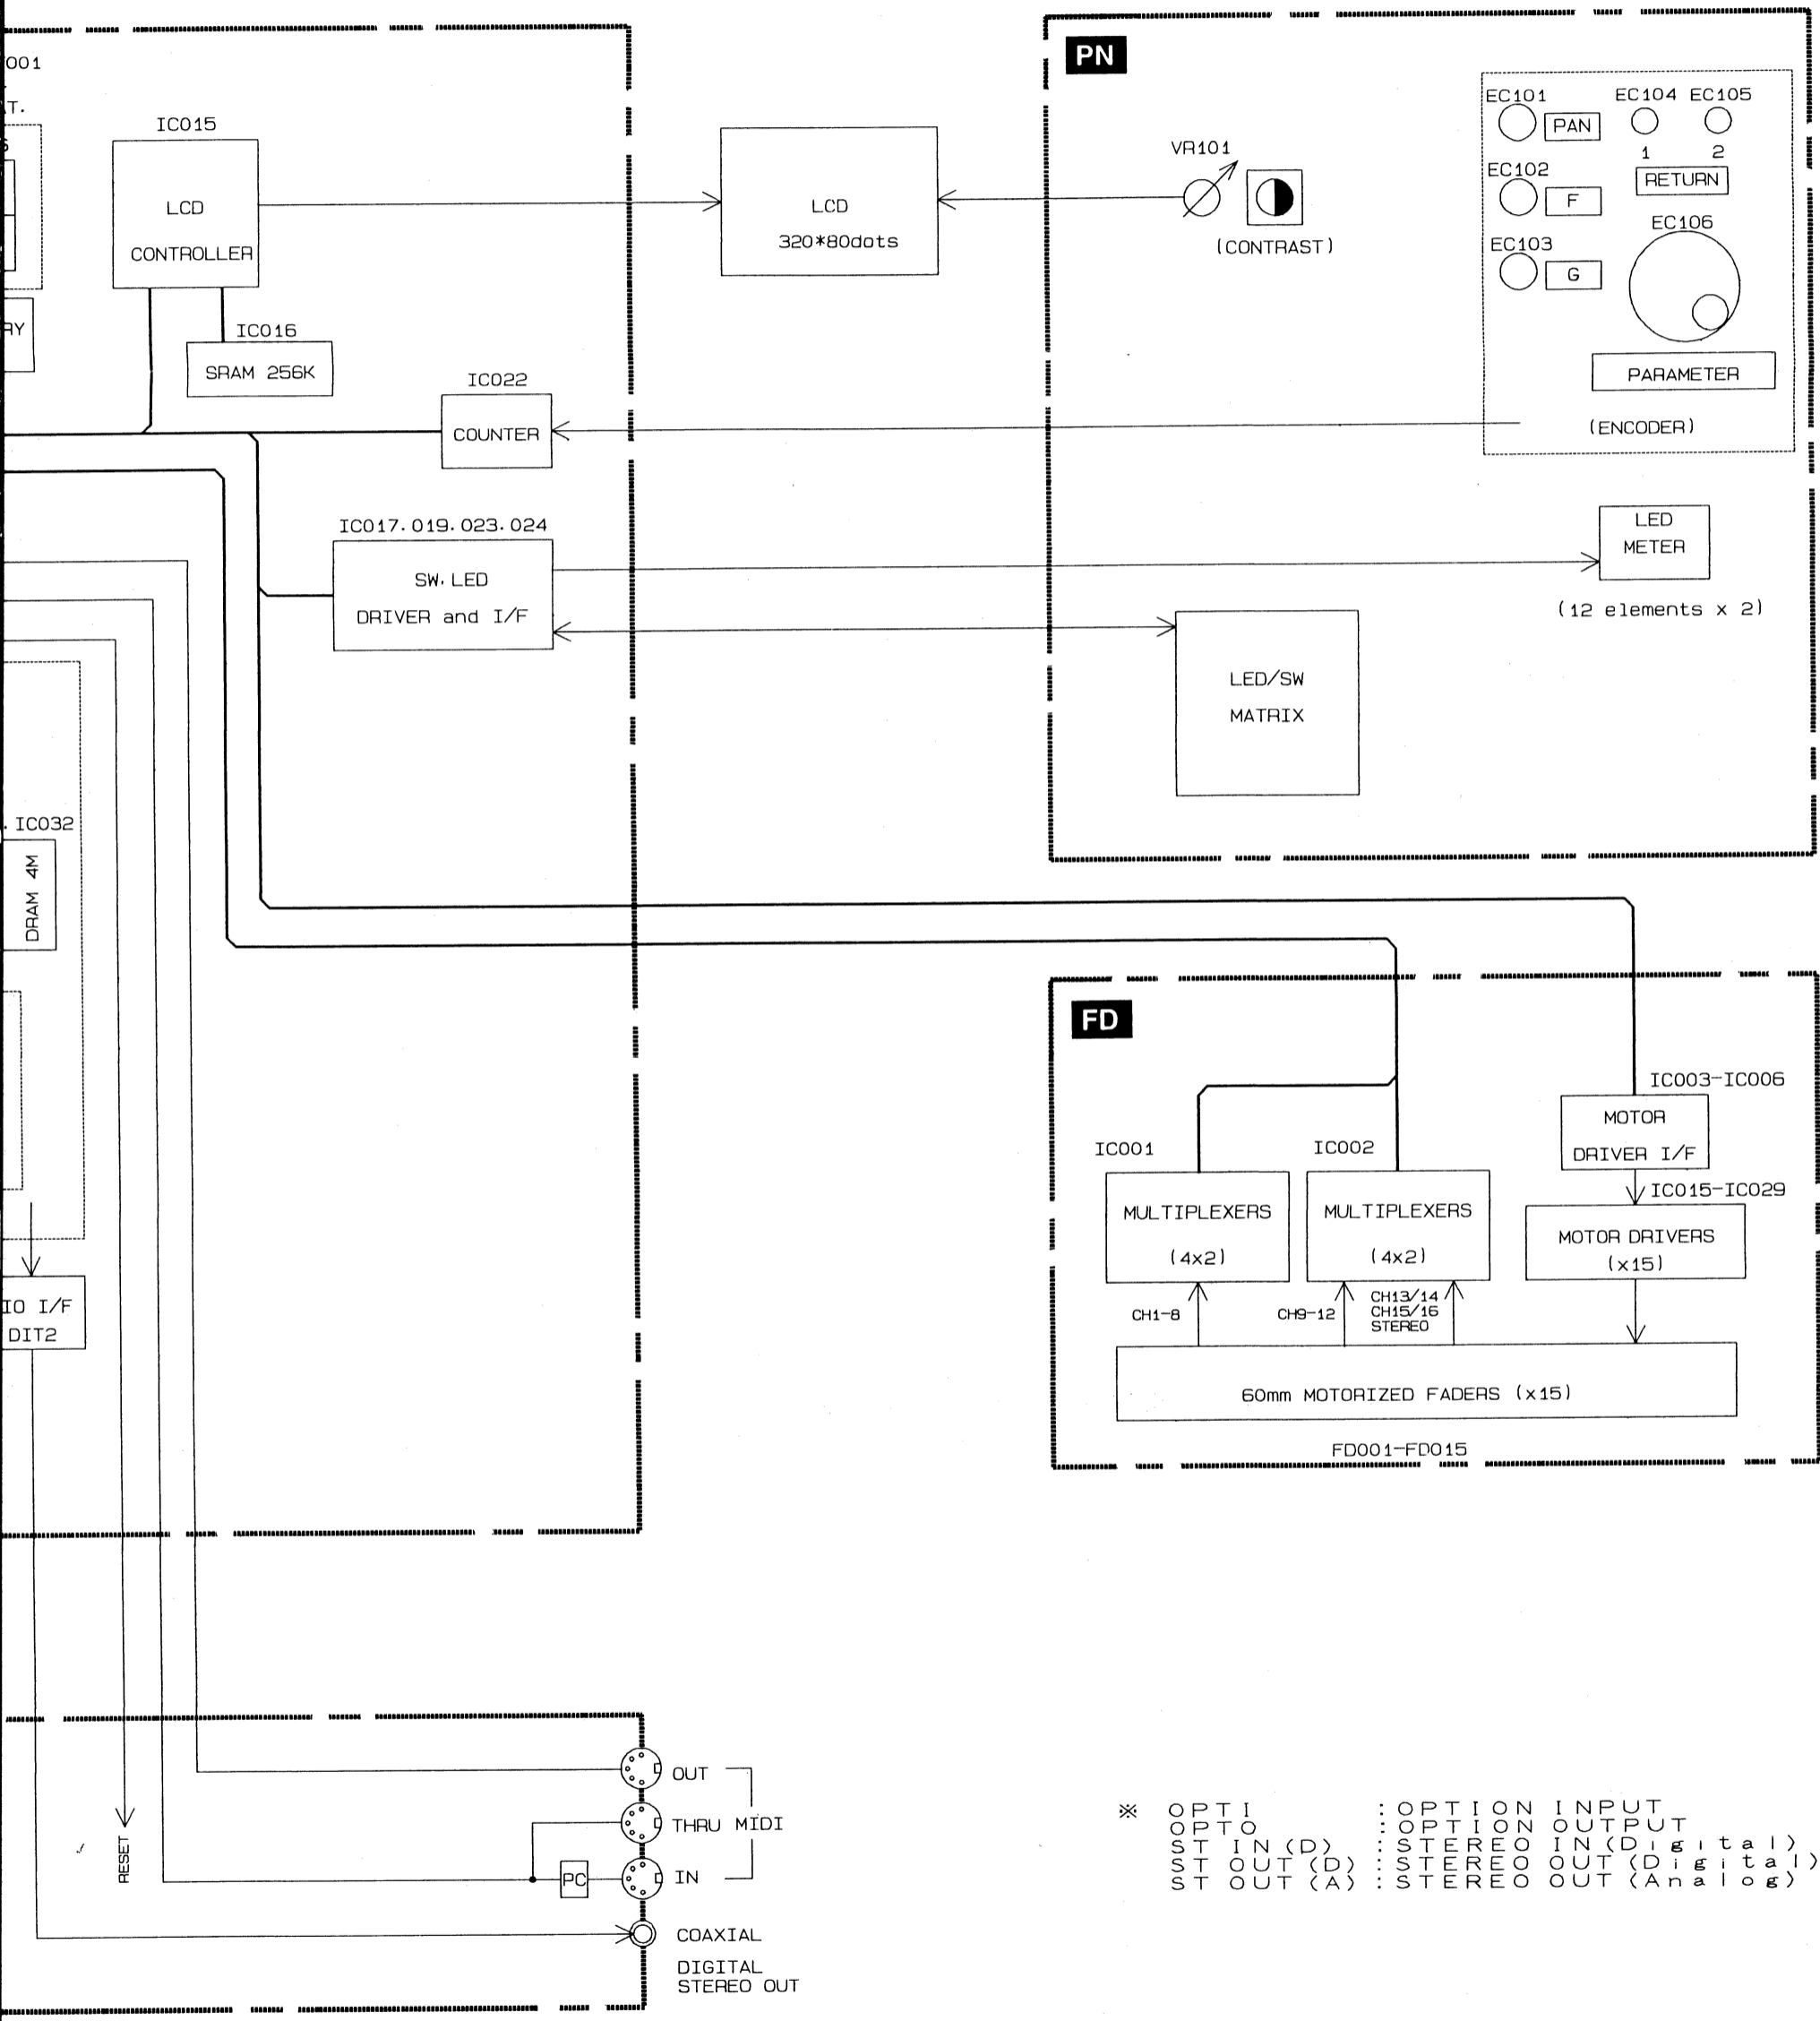 001
T.
IC015
LCD
CONTROLLER
IC016
SRAM 256K
RY
IC022
COUNTER
IC017.019.023.024
SW.LED
DRIVER and I/F
LCD
320*80dots
PN
VR101
(CONTRAST)
EC101
PAN
EC104 EC105
1 2
RETURN
EC102
F
EC103
G
EC106
PARAMETER
(ENCODER)
LED
METER
(12 elements x 2)
LED/SW
MATRIX
. IC032
DRAM 4M
IO I/F
DIT2
FD
IC003-IC006
MOTOR
DRIVER I/F
IC001
MULTIPLEXERS
(4x2)
IC002
MULTIPLEXERS
(4x2)
IC015-IC029
MOTOR DRIVERS
(x15)
CH1-8
CH9-12
CH13/14
CH15/16
STEREO
60mm MOTORIZED FADERS (x15)
FD001-FD015
RESET
OUT
THRU MIDI
PC
IN
COAXIAL
DIGITAL
STEREO OUT
※ OPTI : OPTION INPUT
OPTO : OPTION OUTPUT
ST IN (D) : STEREO IN (Digital)
ST OUT (D) : STEREO OUT (Digital)
ST OUT (A) : STEREO OUT (Analog)